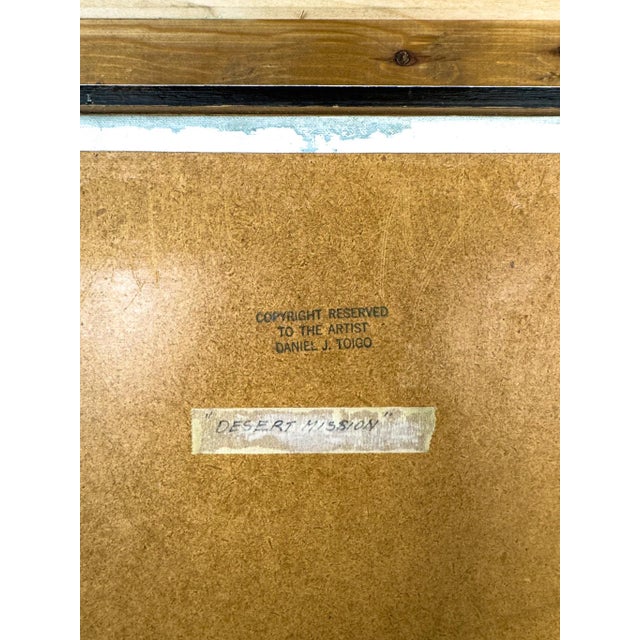 COPYRIGHT RESERVED
TO THE ARTIST
DANIEL J. TOIGO
"DESERT MISSION"